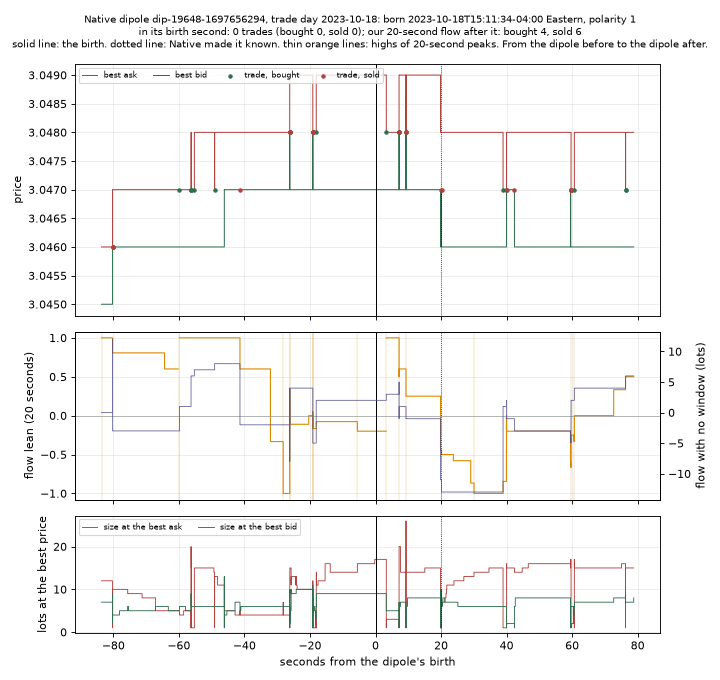 Native dipole dip-19648-1697656294, trade day 2023-10-18: born 2023-10-18T15:11:34-04:00 Eastern, polarity 1
in its birth second: 0 trades (bought 0, sold 0); our 20-second flow after it: bought 4, sold 6
solid line: the birth. dotted line: Native made it known. thin orange lines: highs of 20-second peaks. From the dipole before to the dipole after.
best ask
best bid
trade, bought
trade, sold
3.0490
3.0485
3.0480
3.0475
3.0470
3.0465
3.0460
3.0455
3.0450
price
1.0
0.5
0.0
−0.5
−1.0
flow lean (20 seconds)
10
5
0
−5
−10
flow with no window (lots)
size at the best ask
size at the best bid
20
10
0
lots at the best price
−80
−60
−40
−20
0
20
40
60
80
seconds from the dipole's birth